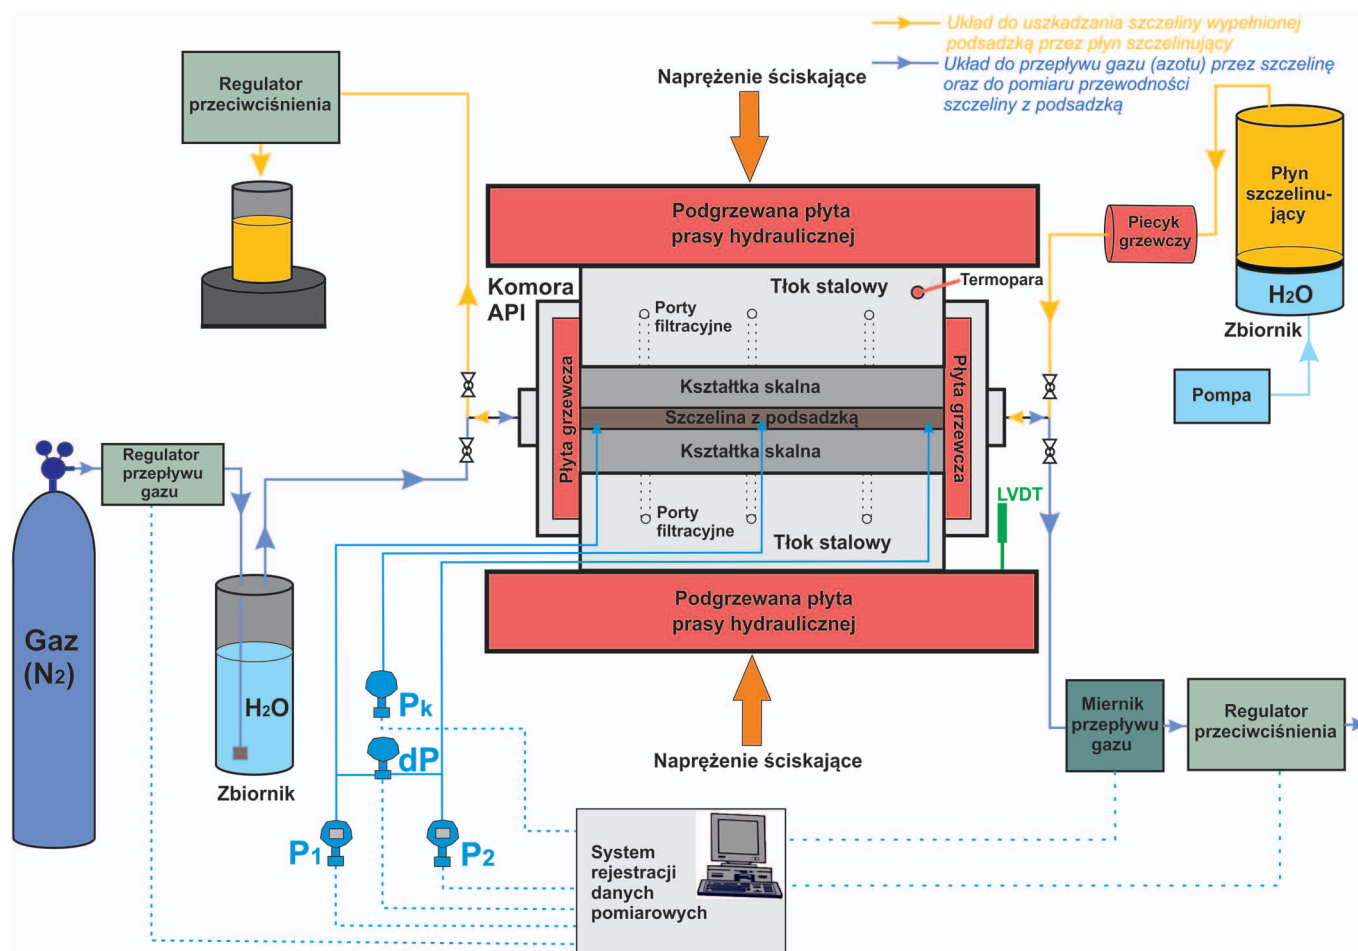 Układ do uszkadzania szczeliny wypełnionej
podsadzką przez płyn szczelinujący
Układ do przepływu gazu (azotu) przez szczelinę
oraz do pomiaru przewodności
szczeliny z podsadzką
Regulator
przeciwciśnienia
Naprężenie ściskające
Płyn
szczelinu-
jący
H2O
Zbiornik
Piecyk
grzewczy
Pompa
Podgrzewana płyta
prasy hydraulicznej
Komora
API
Tłok stalowy
Termopara
Porty
filtracyjne
Płyta grzewcza
Kształtka skalna
Szczelina z podsadzką
Kształtka skalna
Płyta grzewcza
Porty
filtracyjne
Tłok stalowy
LVDT
Podgrzewana płyta
prasy hydraulicznej
Naprężenie ściskające
Regulator
przepływu
gazu
Gaz
(N2)
H2O
Zbiornik
Pk
dP
P1
P2
System
rejestracji
danych
pomiarowych
Miernik
przepływu
gazu
Regulator
przeciwciśnienia